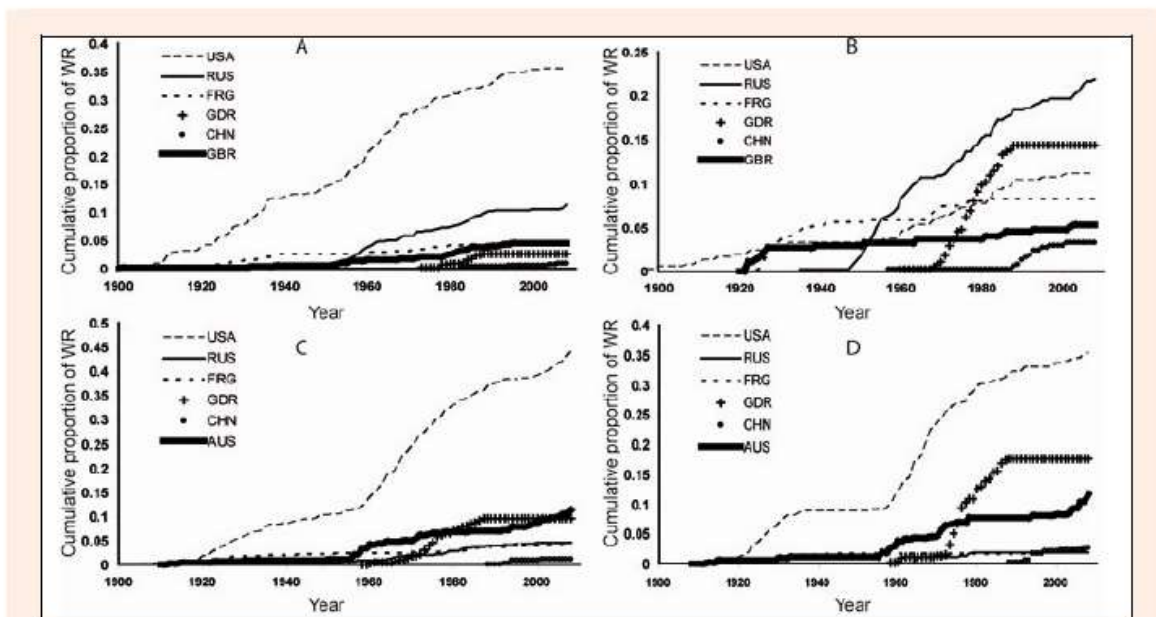 A
Cumulative proportion of WR
0.4
0.35
0.3
0.25
0.2
0.15
0.1
0.05
0
USA
RUS
FRG
GDR
CHN
GBR
1900 1920 1940 1960 1980 2000
Year
B
Cumulative proportion of WR
0.25
0.2
0.15
0.1
0.05
0
USA
RUS
FRG
GDR
CHN
GBR
1900 1920 1940 1960 1980 2000
Year
C
Cumulative proportion of WR
0.5
0.45
0.4
0.35
0.3
0.25
0.2
0.15
0.1
0.05
0
USA
RUS
FRG
GDR
CHN
AUS
1900 1920 1940 1960 1980 2000
Year
D
Cumulative proportion of WR
0.4
0.35
0.3
0.25
0.2
0.15
0.1
0.05
0
USA
RUS
FRG
GDR
CHN
AUS
1900 1920 1940 1960 1980 2000
Year